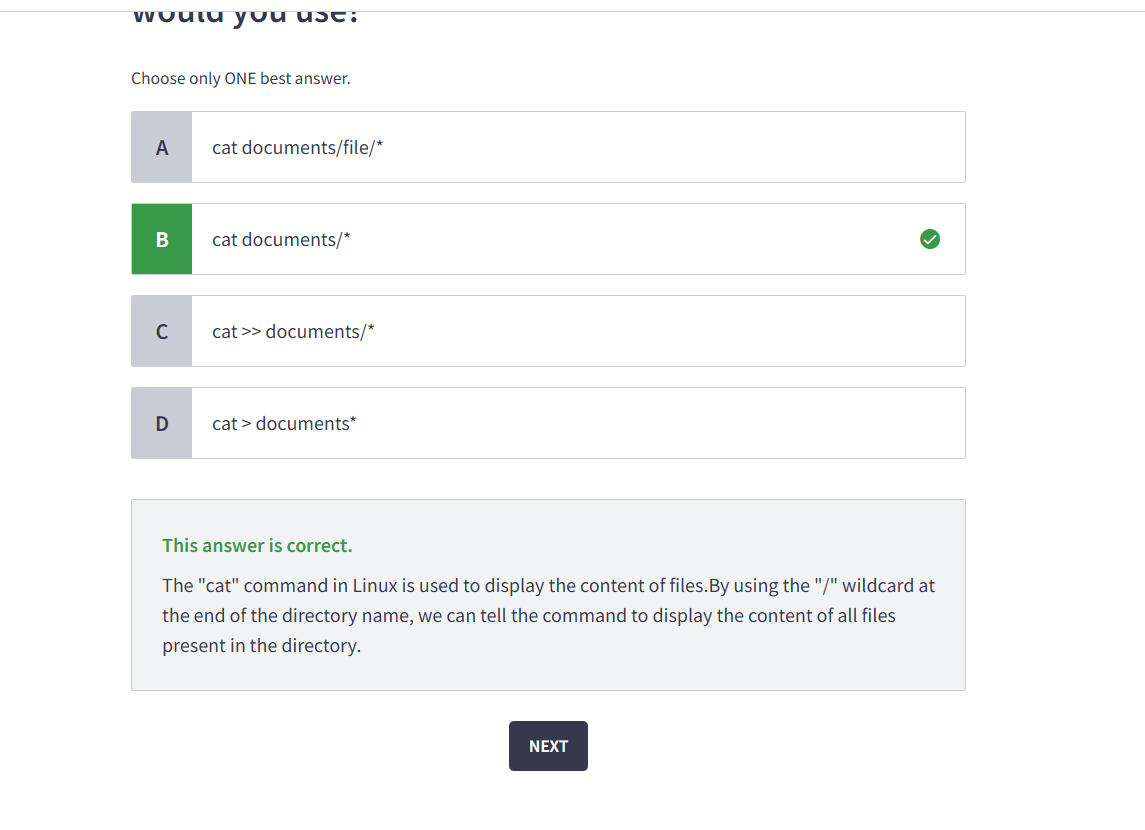 would you use?
Choose only ONE best answer.
A
cat documents/file/*
B
cat documents/*
C
cat >> documents/*
D
cat > documents*
This answer is correct.
The "cat" command in Linux is used to display the content of files.By using the "/" wildcard at
the end of the directory name, we can tell the command to display the content of all files
present in the directory.
NEXT